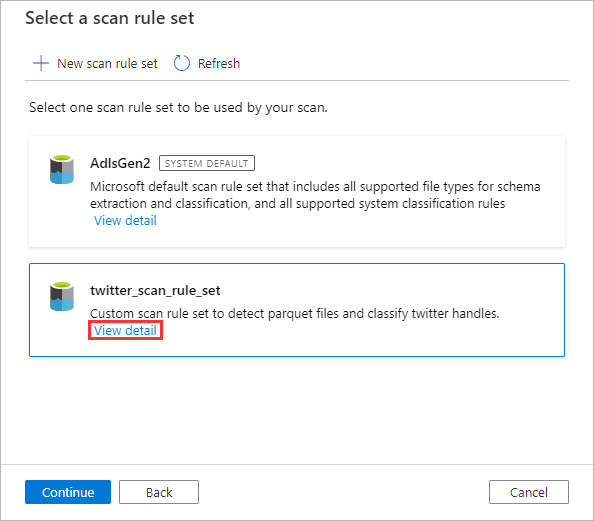 Select a scan rule set
New scan rule set
Refresh
Select one scan rule set to be used by your scan.
AdlsGen2 SYSTEM DEFAULT
Microsoft default scan rule set that includes all supported file types for schema
extraction and classification, and all supported system classification rules
View detail
twitter_scan_rule_set
Custom scan rule set to detect parquet files and classify twitter handles.
View detail
Continue
Back
Cancel